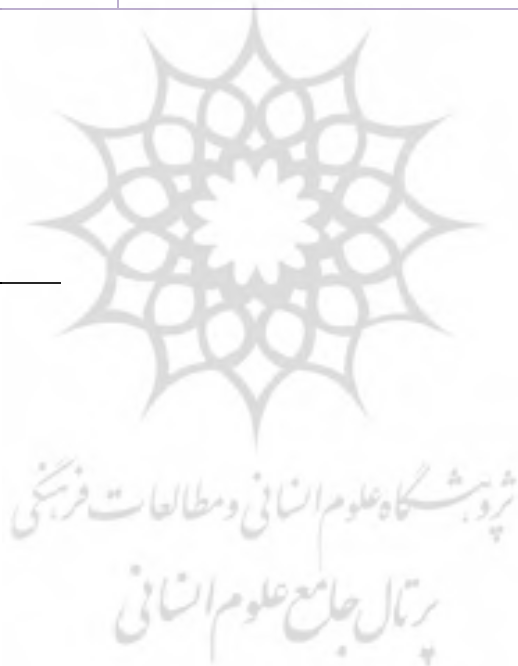 پژوهشگاه علوم انسانی و مطالعات فرهنگی
پرتال جامع علوم انسانی